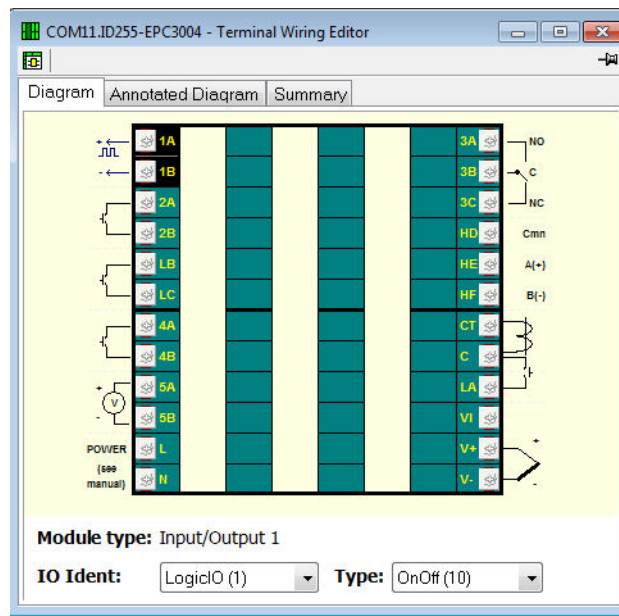 COM11.ID255-EPC3004 - Terminal Wiring Editor
Diagram Annotated Diagram Summary
+ 1A 3A NO
- 1B 3B C
2A 3C NC
2B HD Cmn
LB HE A(+)
LC HF B(-)
4A CT
4B C
+ V - 5A LA
5B VI
POWER L V+ +
(see manual) N V- -
Module type: Input/Output 1
IO Ident: LogicIO (1) Type: OnOff (10)